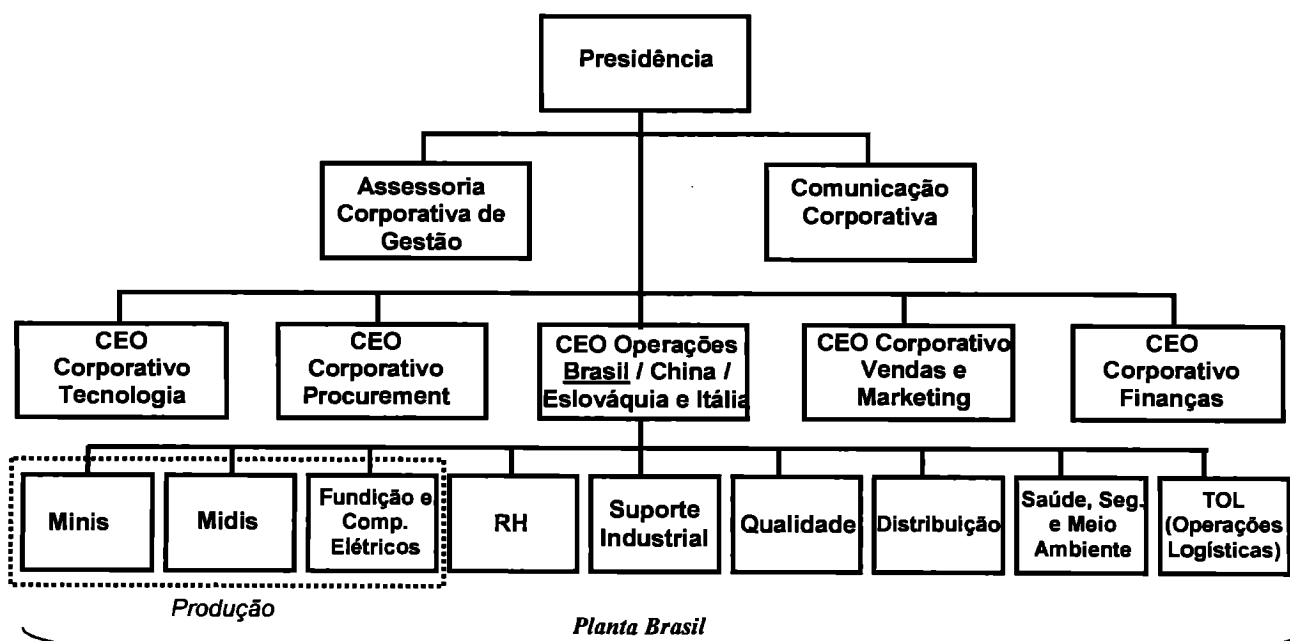 Presidência
Assessoria
Corporativa de
Gestão
Comunicação
Corporativa
CEO
Corporativo
Tecnologia
CEO
Corporativo
Procurement
CEO Operações
Brasil / China /
Eslováquia e Itália
CEO Corporativo
Vendas e
Marketing
CEO
Corporativo
Finanças
Minis
Midis
Fundição e
Comp.
Elétricos
RH
Suporte
Industrial
Qualidade
Distribuição
Saúde, Seg.
e Meio
Ambiente
TOL
(Operações
Logísticas)
Produção
Planta Brasil